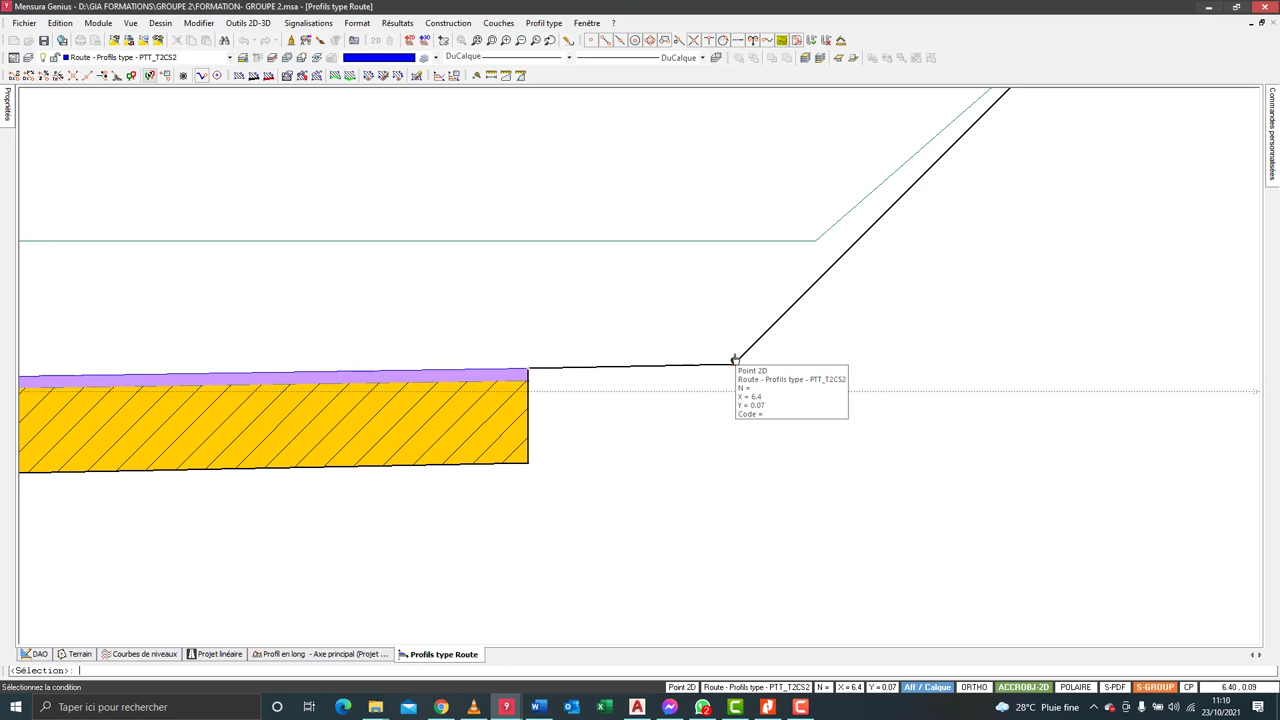 Mensura Genius - D:\GIA FORMATIONS\GROUPE 2\FORMATION- GROUPE 2.msa - [Profils type Route]
Fichier Edition Module Vue Dessin Modifier Outils 2D-3D Signalisations Format Résultats Construction Couches Profil type Fenêtre ?
Route - Profils type - PTT_T2CS2 DuCalque DuCalque
Propriétés
Commandes personnalisées
Point 2D
Route - Profils type - PTT_T2CS2
N =
X = 6.4
Y = 0.07
Code =
DAO Terrain Courbes de niveaux Projet linéaire Profil en long - Axe principal (Projet ... Profils type Route
<Sélection>:
Sélectionnez la condition Point 2D Route - Profils type - PTT_T2CS2 N = X = 6.4 Y = 0.07 Aff / Calque ORTHO ACCROBJ-2D POLAIRE S-PDF S-GROUP CP 6.40 , 0.09
Taper ici pour rechercher 28°C Pluie fine 11:10
23/10/2021